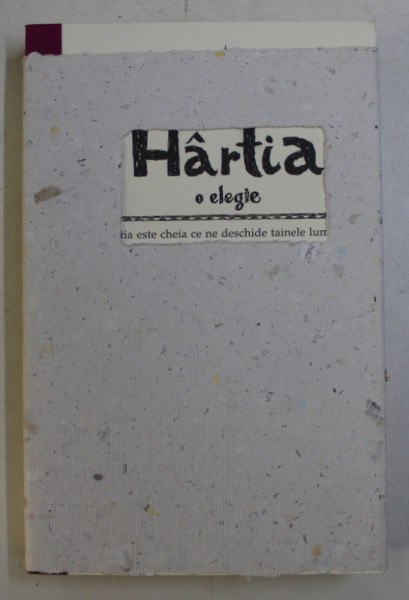 Hârtia
o elegie
tia este cheia ce ne deschide tainele lum